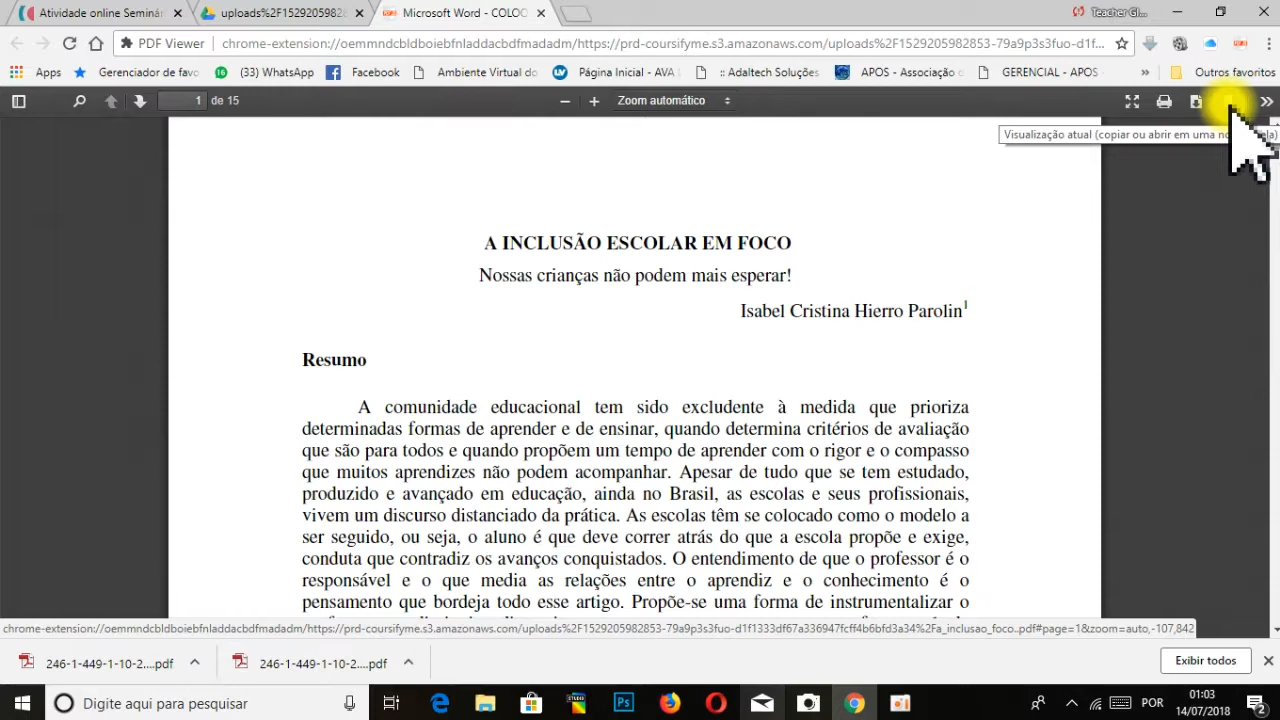 Atividade online Seminár
uploads%2F1529205982
Microsoft Word - COLOC
Teacher Gl...
PDF Viewer
chrome-extension://oemmndcbldboiebfnladdacbdfmadadm/https://prd-coursifyme.s3.amazonaws.com/uploads%2F1529205982853-79a9p3s3fuo-d1f...
Apps
Gerenciador de favo
(33) WhatsApp
Facebook
Ambiente Virtual do
Página Inicial - AVA
:: Adaltech Soluções
APOS - Associação o
GERENCIAL - APOS
Outros favoritos
1 de 15
Zoom automático
Visualização atual (copiar ou abrir em uma no
A INCLUSÃO ESCOLAR EM FOCO
Nossas crianças não podem mais esperar!
Isabel Cristina Hierro Parolin1
Resumo
A comunidade educacional tem sido excludente à medida que prioriza
determinadas formas de aprender e de ensinar, quando determina critérios de avaliação
que são para todos e quando propõem um tempo de aprender com o rigor e o compasso
que muitos aprendizes não podem acompanhar. Apesar de tudo que se tem estudado,
produzido e avançado em educação, ainda no Brasil, as escolas e seus profissionais,
vivem um discurso distanciado da prática. As escolas têm se colocado como o modelo a
ser seguido, ou seja, o aluno é que deve correr atrás do que a escola propõe e exige,
conduta que contradiz os avanços conquistados. O entendimento de que o professor é o
responsável e o que media as relações entre o aprendiz e o conhecimento é o
pensamento que bordeja todo esse artigo. Propõe-se uma forma de instrumentalizar o
chrome-extension://oemmndcbldboiebfnladdacbdfmadadm/https://prd-coursifyme.s3.amazonaws.com/uploads%2F1529205982853-79a9p3s3fuo-d1f1333df67a336947fcff4b6bfd3a34%2Fa_inclusao_foco..pdf#page=1&zoom=auto,-107,842
246-1-449-1-10-2....pdf
246-1-449-1-10-2....pdf
Exibir todos
Digite aqui para pesquisar
POR
01:03
14/07/2018
2